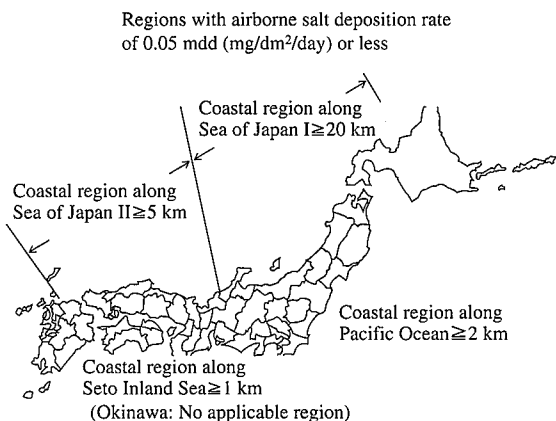 Regions with airborne salt deposition rate
of 0.05 mdd (mg/dm²/day) or less
Coastal region along
Sea of Japan I≧20 km
Coastal region along
Sea of Japan II≧5 km
Coastal region along
Pacific Ocean≧2 km
Coastal region along
Seto Inland Sea≧1 km
(Okinawa: No applicable region)